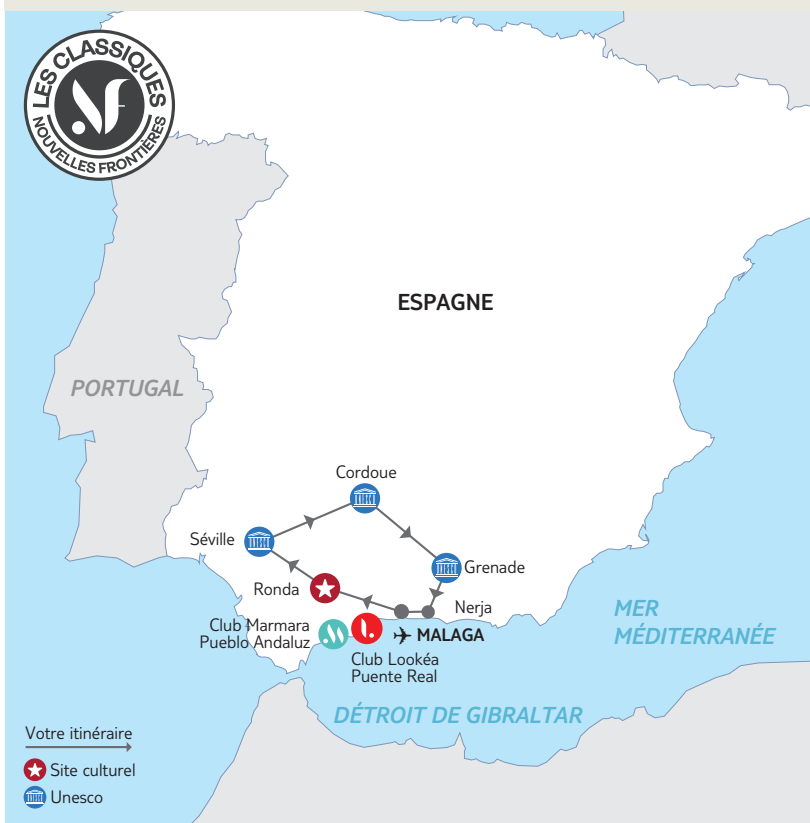 LES CLASSIQUES
NF
NOUVELLES FRONTIÈRES
ESPAGNE
PORTUGAL
Cordoue
Séville
Grenade
Ronda
Nerja
MER
MÉDITERRANÉE
Club Marmara
Pueblo Andaluz
MALAGA
Club Lookéa
Puente Real
DÉTROIT DE GIBRALTAR
Votre itinéraire
Site culturel
Unesco